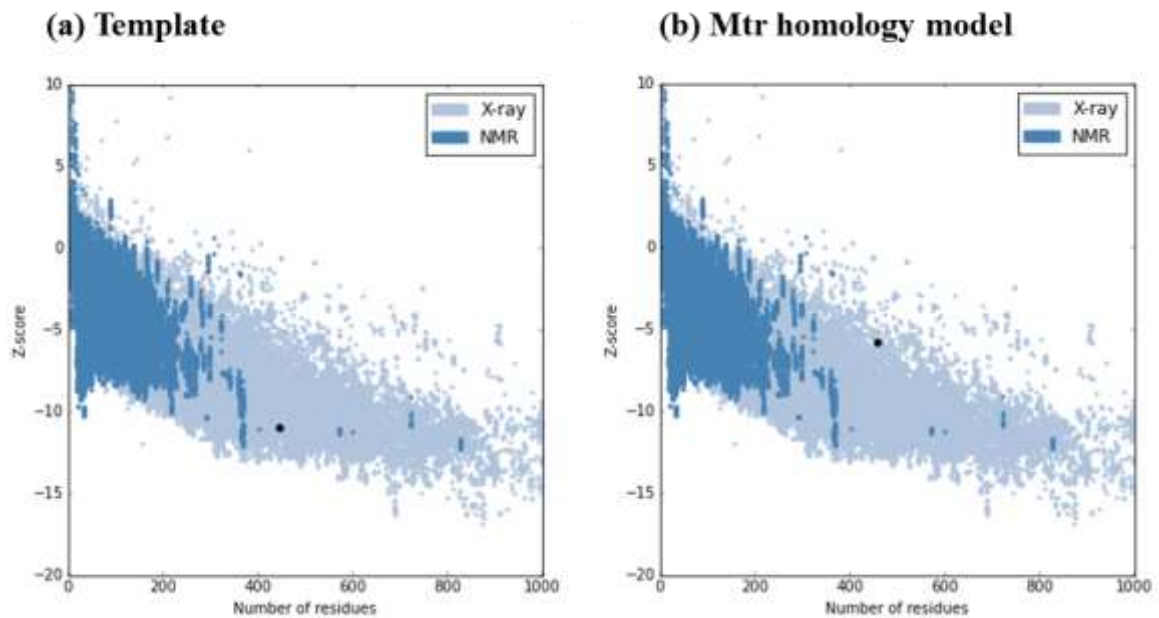 (a) Template
(b) Mtr homology model
10
5
0
−5
−10
−15
−20
Z-score
X-ray
NMR
0
200
400
600
800
1000
Number of residues
10
5
0
−5
−10
−15
−20
Z-score
X-ray
NMR
0
200
400
600
800
1000
Number of residues